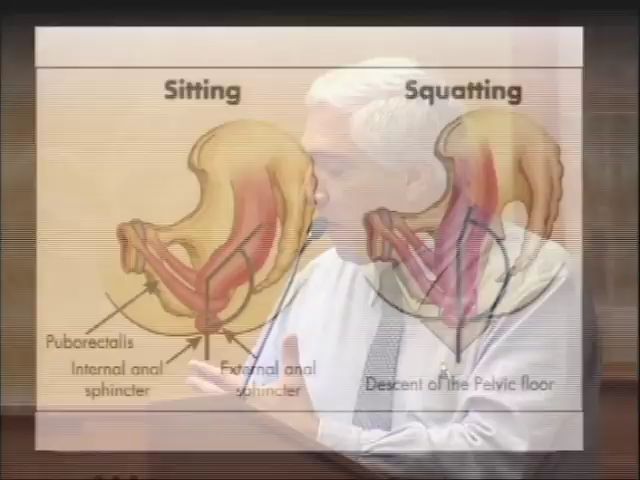 Sitting
Squatting
Puborectalis
Internal anal
sphincter
External anal
sphincter
Descent of the Pelvic floor